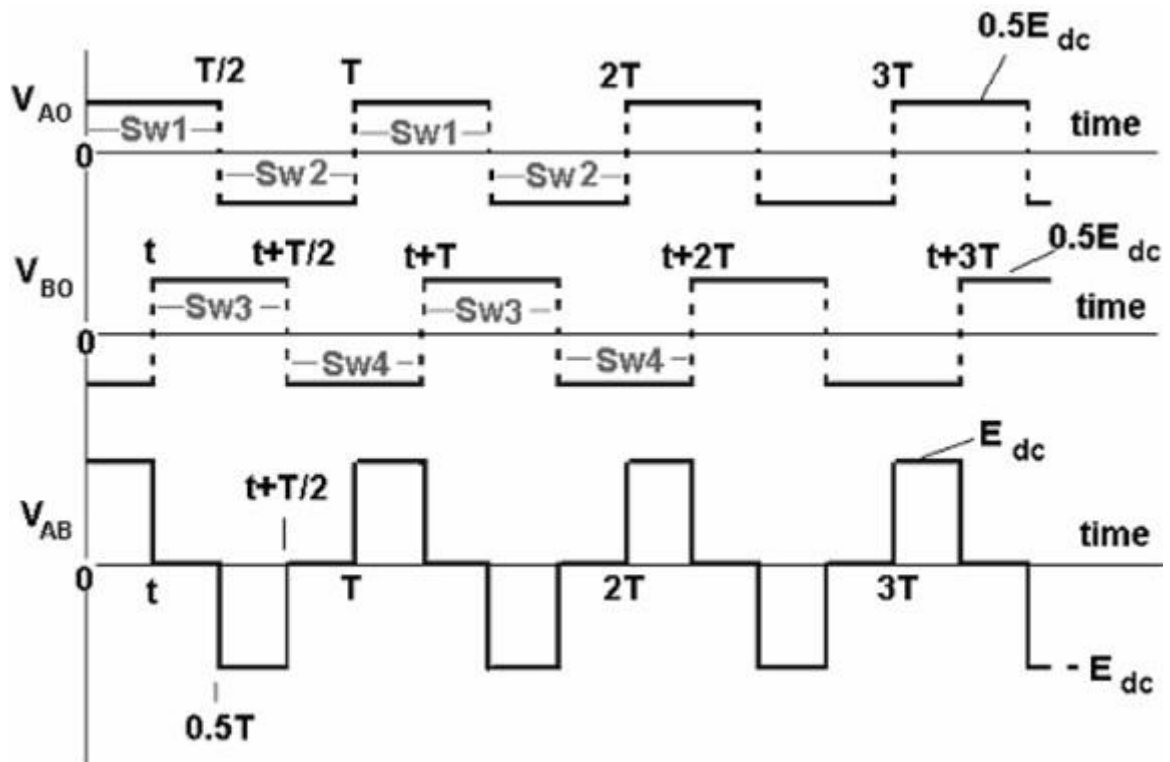 0.5E dc
T/2 T 2T 3T
V AO
Sw1 Sw1 time
0
Sw2 Sw2
t t+T/2 t+T t+2T t+3T 0.5E dc
V BO
Sw3 Sw3 time
0
Sw4 Sw4
E dc
t+T/2
V AB
time
0
t T 2T 3T
- E dc
0.5T